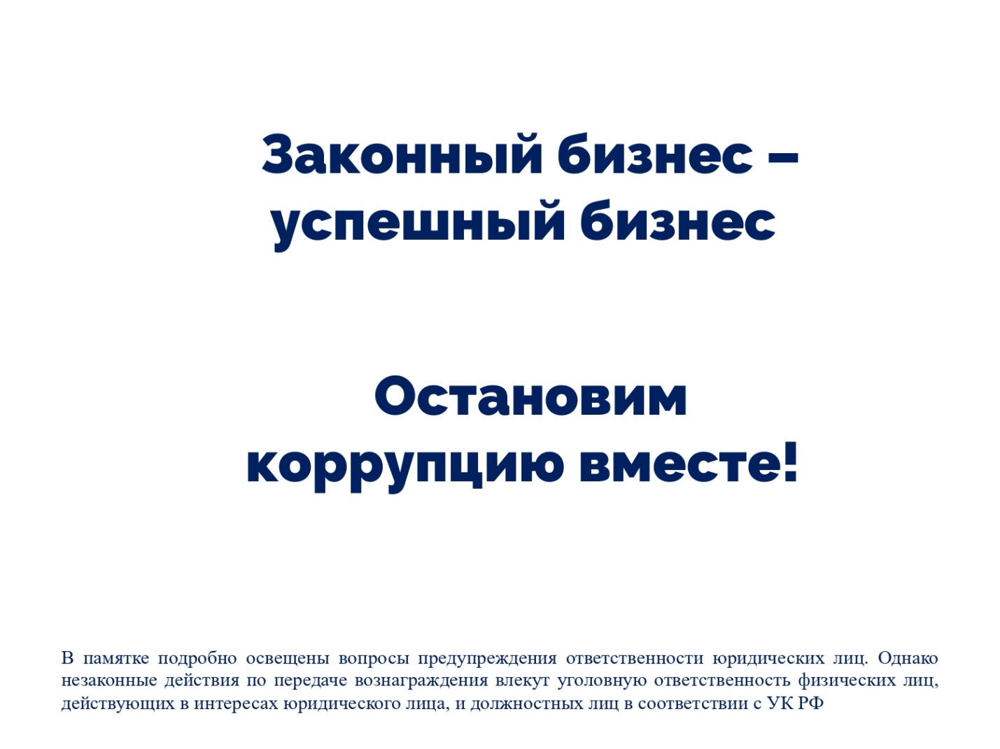 Законный бизнес –
успешный бизнес
Остановим
коррупцию вместе!
В памятке подробно освещены вопросы предупреждения ответственности юридических лиц. Однако
незаконные действия по передаче вознаграждения влекут уголовную ответственность физических лиц,
действующих в интересах юридического лица, и должностных лиц в соответствии с УК РФ